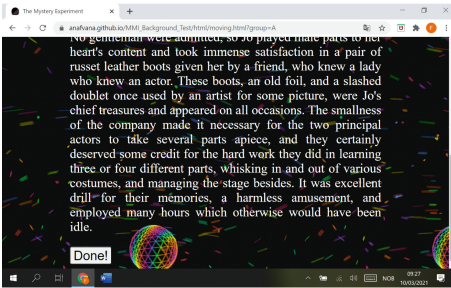 The Mystery Experiment
anafvana.github.io/MMI_Background_Test/html/moving.html?group=A
No gentleman were admitted, so Jo played male parts to her
heart's content and took immense satisfaction in a pair of
russet leather boots given her by a friend, who knew a lady
who knew an actor. These boots, an old foil, and a slashed
doublet once used by an artist for some picture, were Jo's
chief treasures and appeared on all occasions. The smallness
of the company made it necessary for the two principal
actors to take several parts apiece, and they certainly
deserved some credit for the hard work they did in learning
three or four different parts, whisking in and out of various
costumes, and managing the stage besides. It was excellent
drill for their memories, a harmless amusement, and
employed many hours which otherwise would have been
idle.
Done!
NOB
09:27
10/03/2021